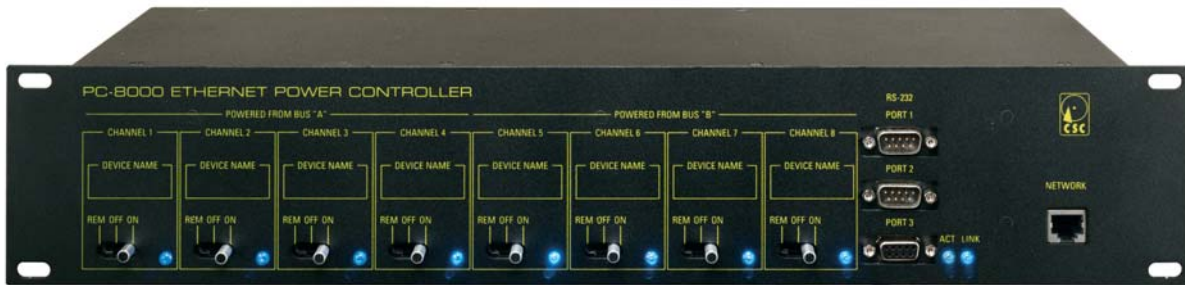 PC-8000 ETHERNET POWER CONTROLLER
POWERED FROM BUS "A" POWERED FROM BUS "B"
CHANNEL 1 CHANNEL 2 CHANNEL 3 CHANNEL 4 CHANNEL 5 CHANNEL 6 CHANNEL 7 CHANNEL 8
DEVICE NAME DEVICE NAME DEVICE NAME DEVICE NAME DEVICE NAME DEVICE NAME DEVICE NAME DEVICE NAME
REM OFF ON REM OFF ON REM OFF ON REM OFF ON REM OFF ON REM OFF ON REM OFF ON REM OFF ON
RS-232
PORT 1
PORT 2
PORT 3
ACT LINK
CSC
NETWORK